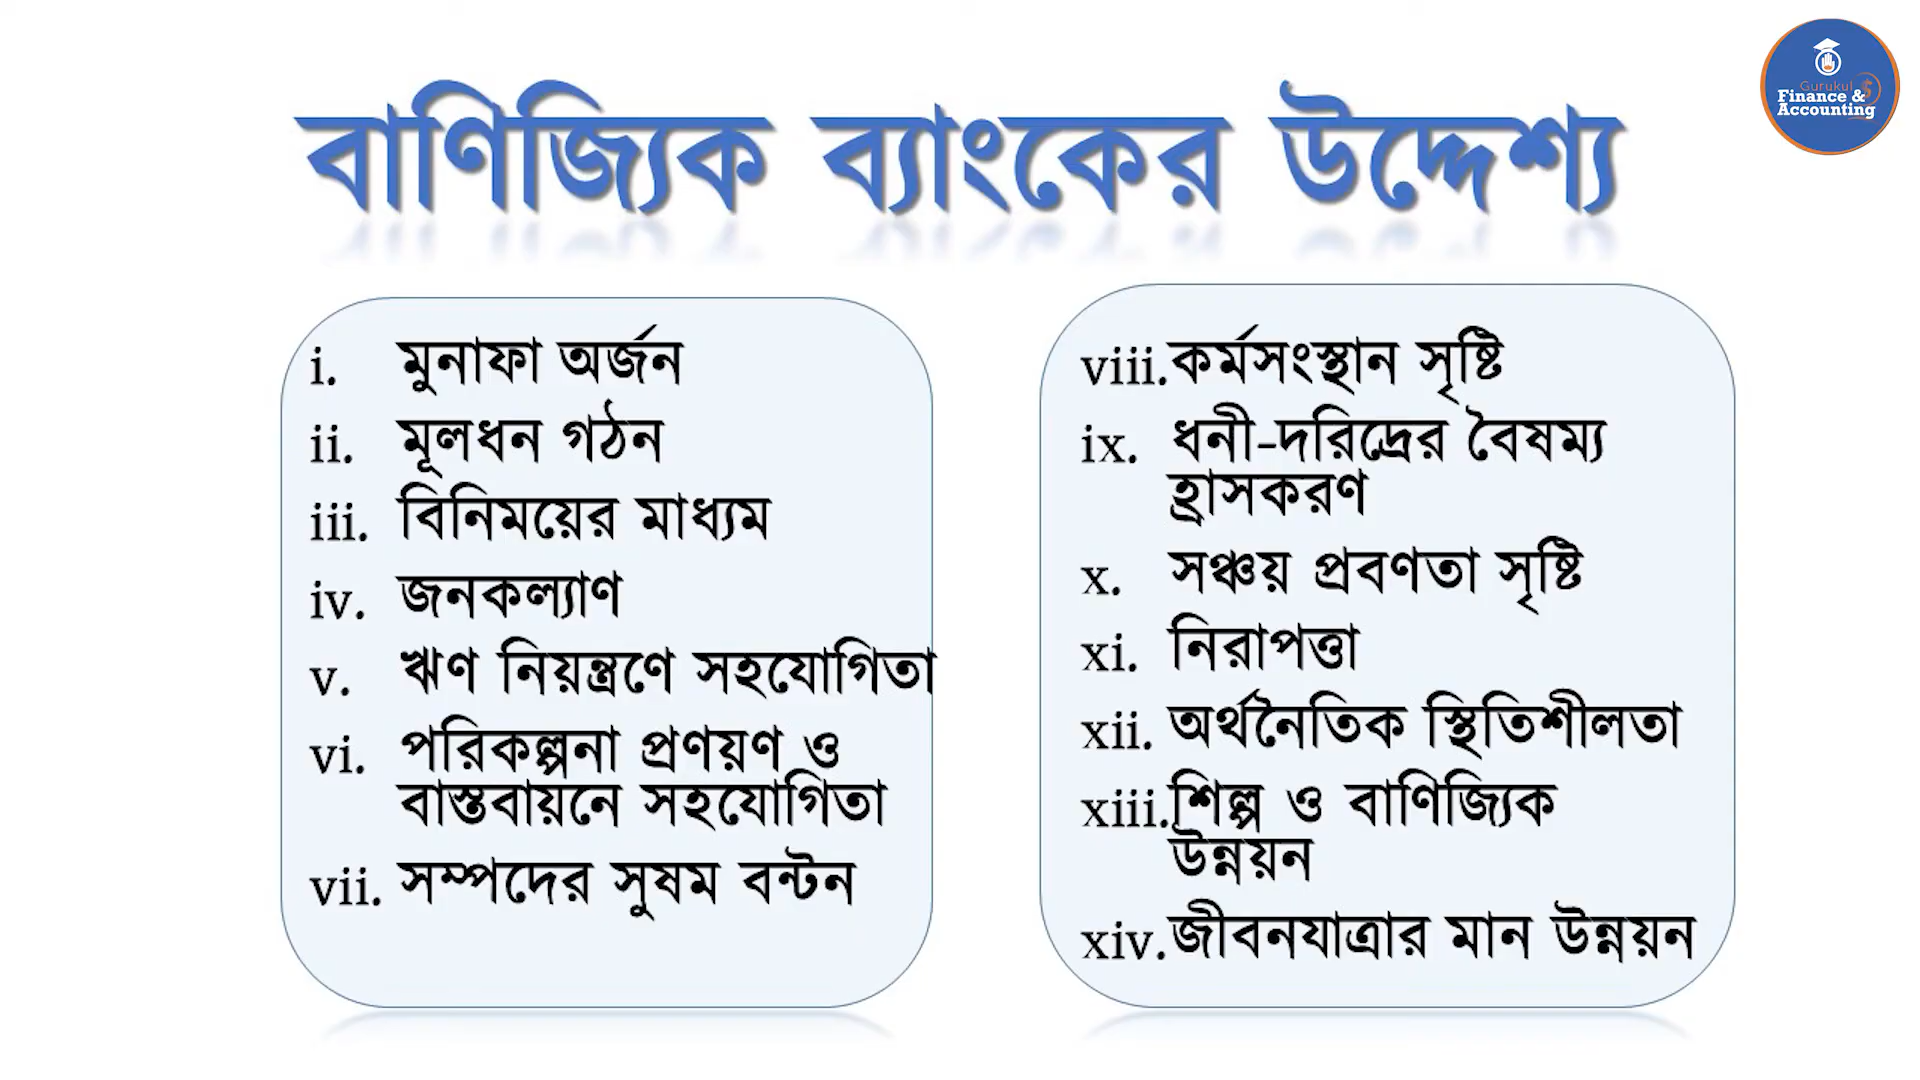 Gurukul
Finance &
Accounting
বাণিজ্যিক ব্যাংকের উদ্দেশ্য
i. মুনাফা অর্জন
ii. মূলধন গঠন
iii. বিনিময়ের মাধ্যম
iv. জনকল্যাণ
v. ঋণ নিয়ন্ত্রণে সহযোগিতা
vi. পরিকল্পনা প্রণয়ণ ও
বাস্তবায়নে সহযোগিতা
vii. সম্পদের সুষম বন্টন
viii. কর্মসংস্থান সৃষ্টি
ix. ধনী-দরিদ্রের বৈষম্য
হ্রাসকরণ
x. সঞ্চয় প্রবণতা সৃষ্টি
xi. নিরাপত্তা
xii. অর্থনৈতিক স্থিতিশীলতা
xiii. শিল্প ও বাণিজ্যিক
উন্নয়ন
xiv. জীবনযাত্রার মান উন্নয়ন